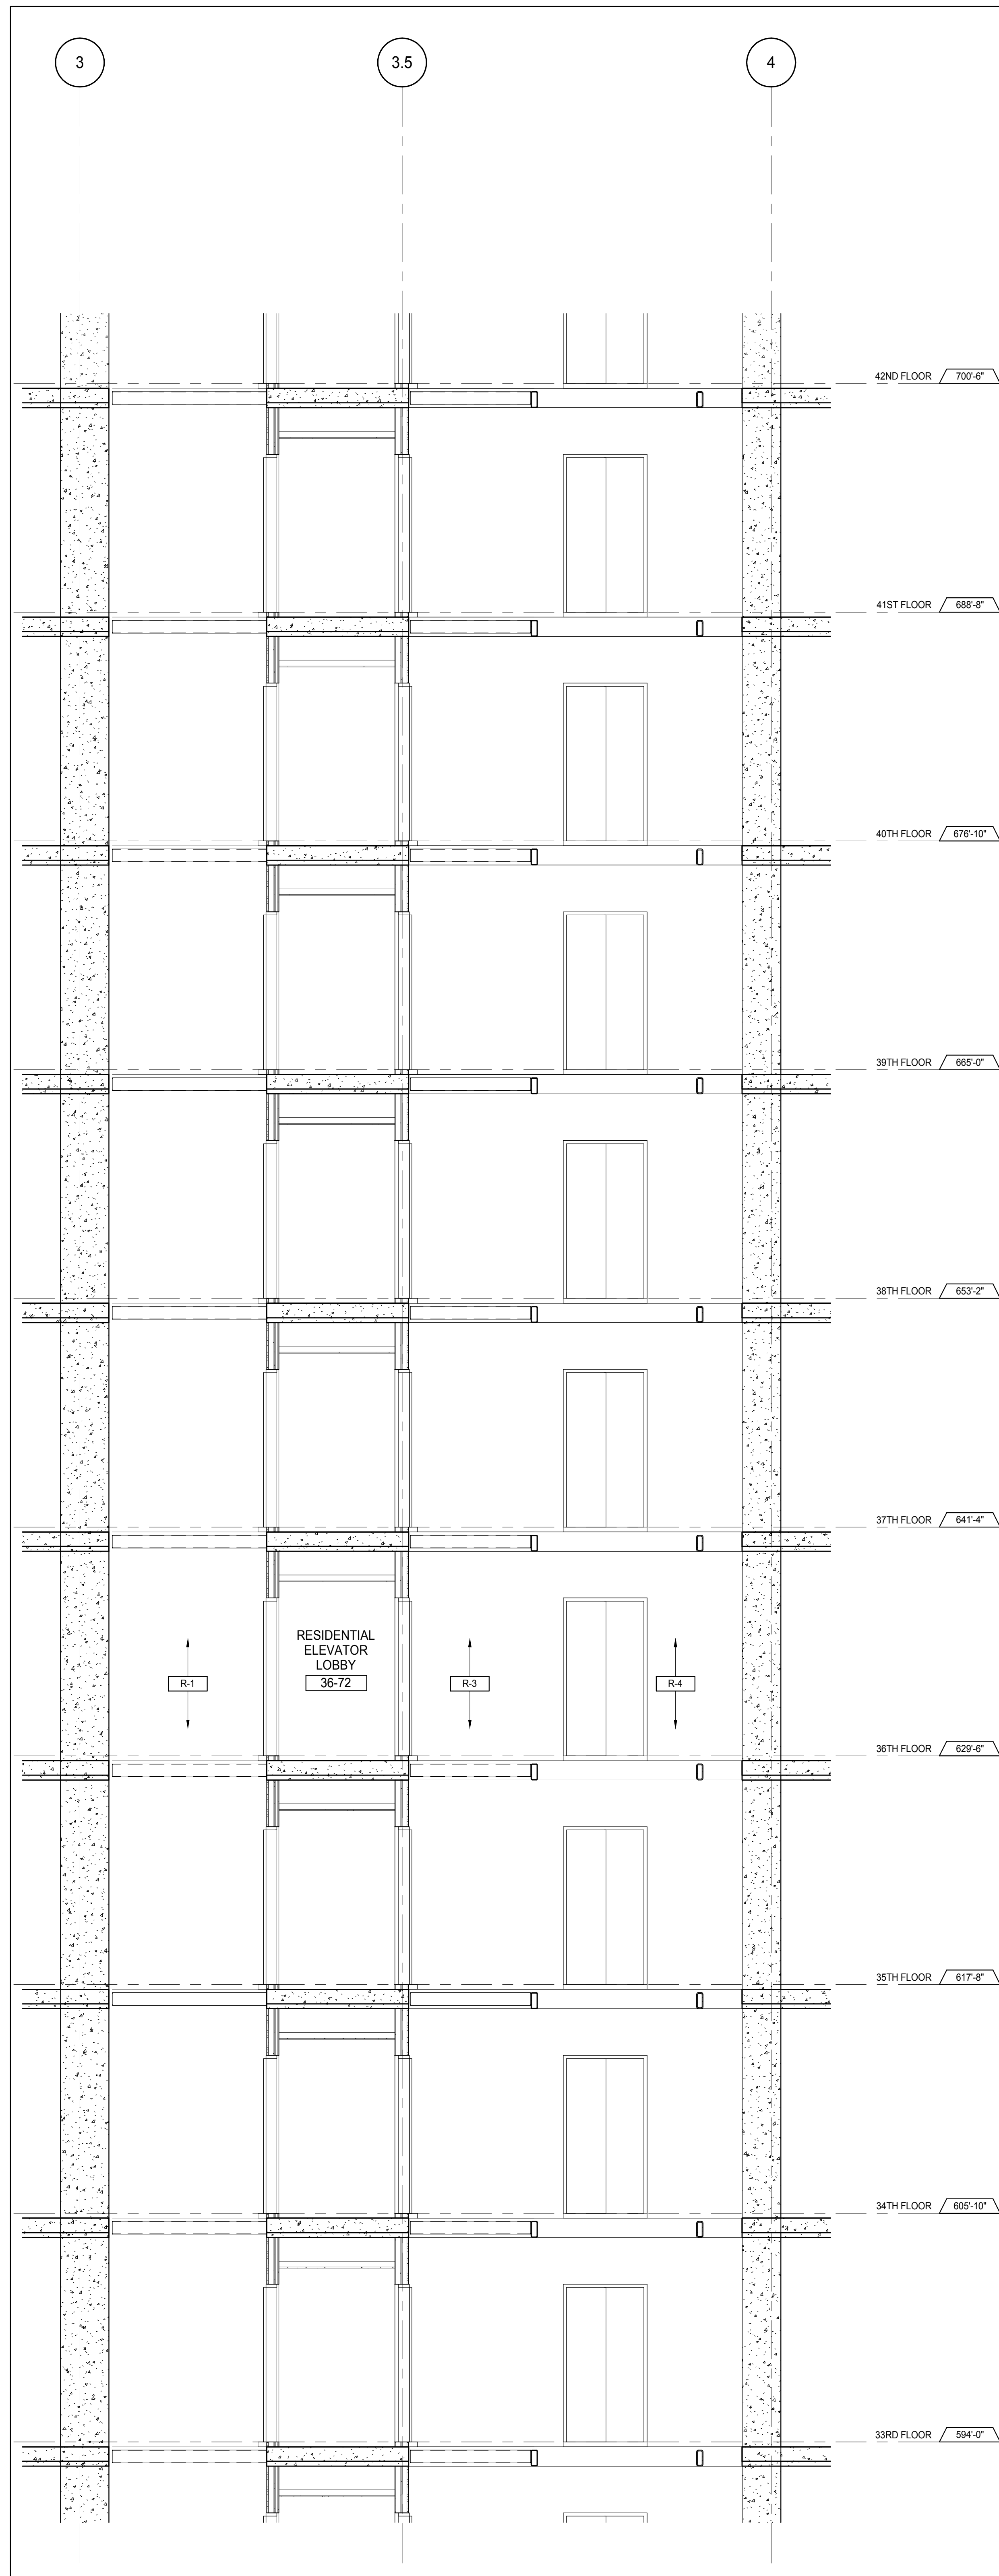 3
3.5
4
42ND FLOOR 700'-6"
41ST FLOOR 688'-8"
40TH FLOOR 676'-10"
39TH FLOOR 665'-0"
38TH FLOOR 653'-2"
37TH FLOOR 641'-4"
RESIDENTIAL
ELEVATOR
LOBBY
36-72
R-1
R-3
R-4
36TH FLOOR 629'-6"
35TH FLOOR 617'-8"
34TH FLOOR 605'-10"
33RD FLOOR 594'-0"